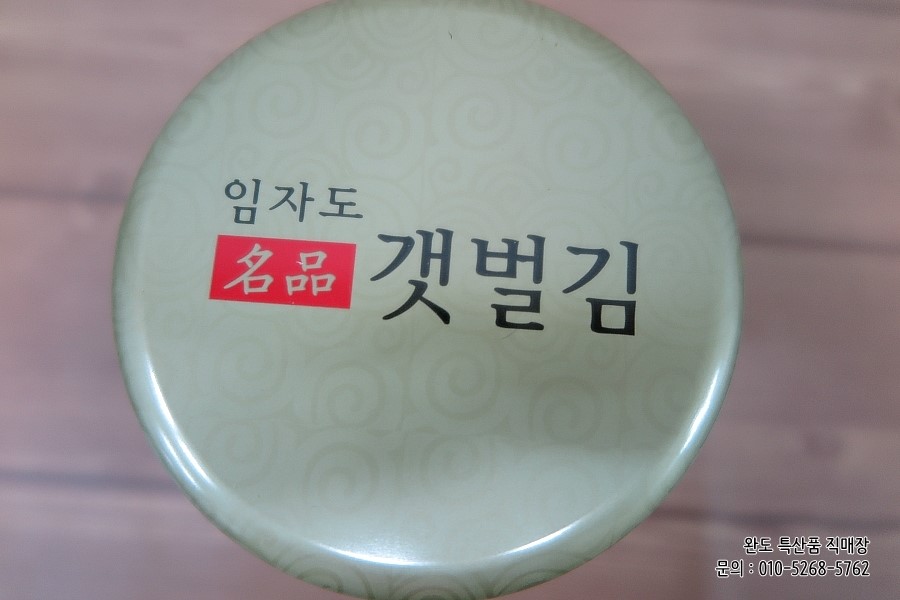 임자도
名品 갯벌김
완도 특산품 직매장
문의 : 010-5268-5762